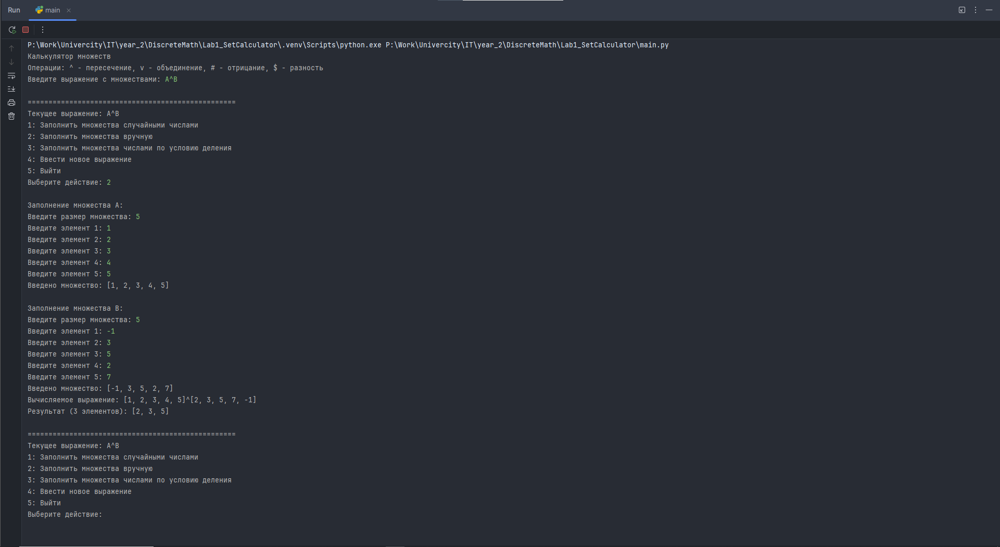 Run main
P:\Work\Univercity\IT\year_2\DiscreteMath\Lab1_SetCalculator\.venv\Scripts\python.exe P:\Work\Univercity\IT\year_2\DiscreteMath\Lab1_SetCalculator\main.py
Калькулятор множеств
Операции: ^ - пересечение, v - объединение, # - отрицание, $ - разность
Введите выражение с множествами: A^B
==================================================
Текущее выражение: A^B
1: Заполнить множества случайными числами
2: Заполнить множества вручную
3: Заполнить множества числами по условию деления
4: Ввести новое выражение
5: Выйти
Выберите действие: 2
Заполнение множества A:
Введите размер множества: 5
Введите элемент 1: 1
Введите элемент 2: 2
Введите элемент 3: 3
Введите элемент 4: 4
Введите элемент 5: 5
Введено множество: [1, 2, 3, 4, 5]
Заполнение множества B:
Введите размер множества: 5
Введите элемент 1: -1
Введите элемент 2: 3
Введите элемент 3: 5
Введите элемент 4: 2
Введите элемент 5: 7
Введено множество: [-1, 3, 5, 2, 7]
Вычисляемое выражение: [1, 2, 3, 4, 5]^[2, 3, 5, 7, -1]
Результат (3 элементов): [2, 3, 5]
==================================================
Текущее выражение: A^B
1: Заполнить множества случайными числами
2: Заполнить множества вручную
3: Заполнить множества числами по условию деления
4: Ввести новое выражение
5: Выйти
Выберите действие: